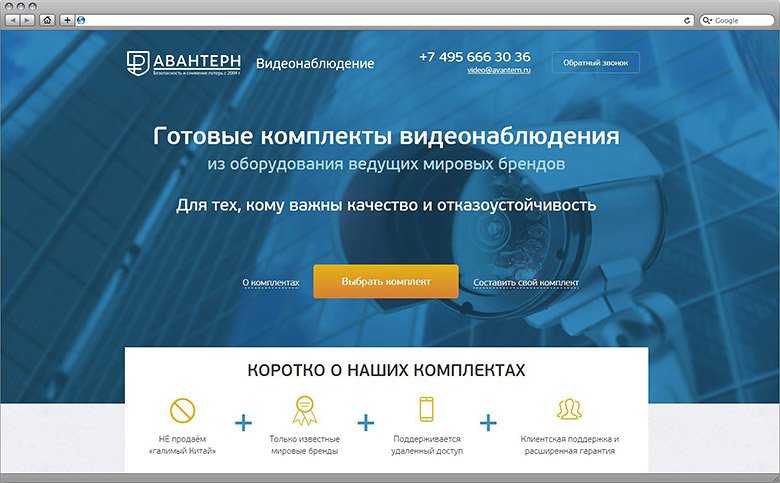 Google
АВАНТЕРН
Безопасность и снижение потерь с 2004 г.
Видеонаблюдение
+7 495 666 30 36
video@avantern.ru
Обратный звонок
Готовые комплекты видеонаблюдения
из оборудования ведущих мировых брендов
Для тех, кому важны качество и отказоустойчивость
О комплектах
Выбрать комплект
Составить свой комплект
КОРОТКО О НАШИХ КОМПЛЕКТАХ
НЕ продаём
«галимый Китай»
+
Только известные
мировые бренды
+
Поддерживается
удаленный доступ
+
Клиентская поддержка и
расширенная гарантия